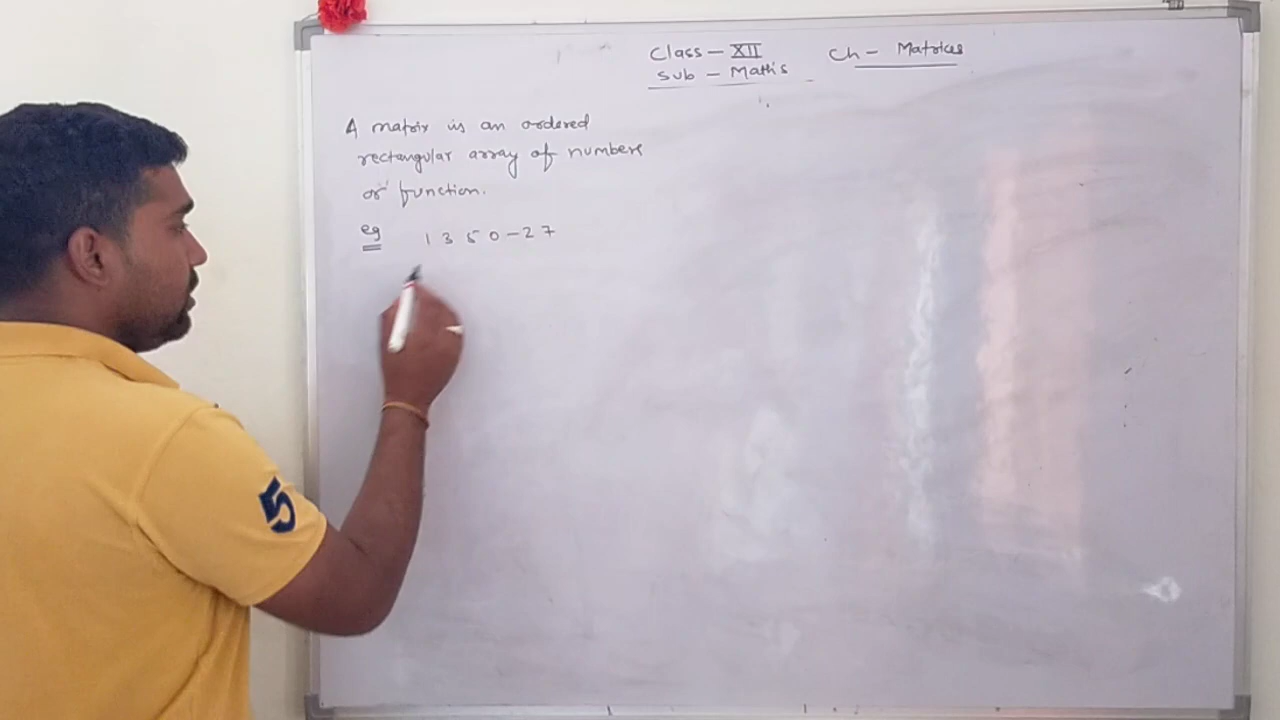 Class - XII Ch - Matrices
Sub - Maths
A matrix is an ordered
rectangular array of numbers
or function.
eg 1 3 5 0 -2 7
5